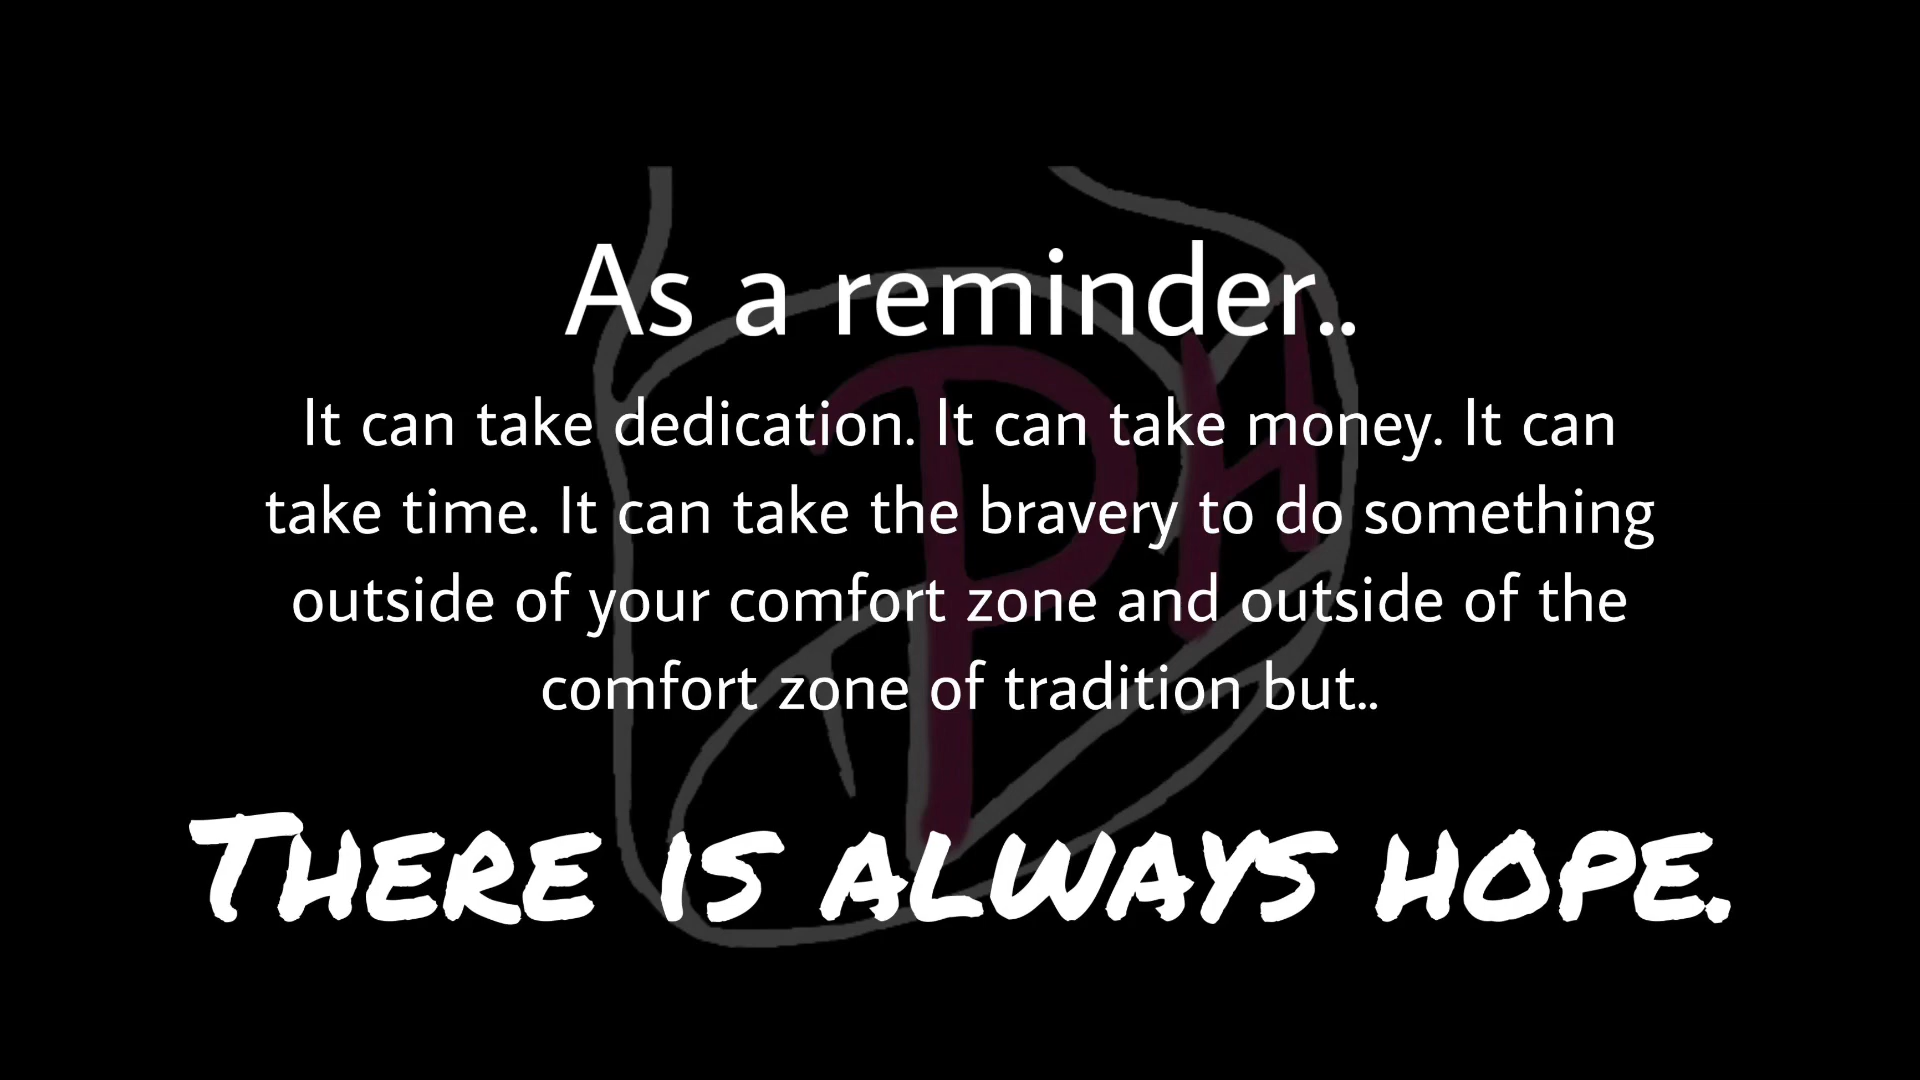 As a reminder..
It can take dedication. It can take money. It can
take time. It can take the bravery to do something
outside of your comfort zone and outside of the
comfort zone of tradition but..
THERE IS ALWAYS HOPE.
PH